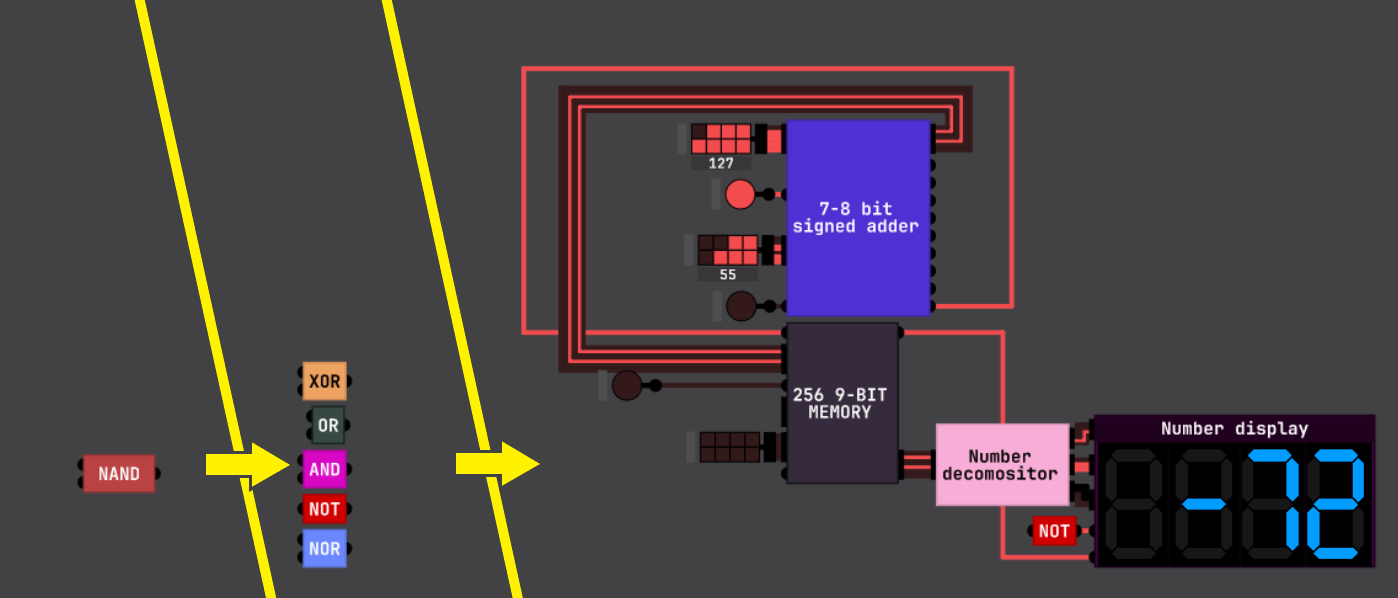 NAND
XOR
OR
AND
NOT
NOR
127
55
7-8 bit
signed adder
256 9-BIT
MEMORY
Number
decomositor
NOT
Number display
-72